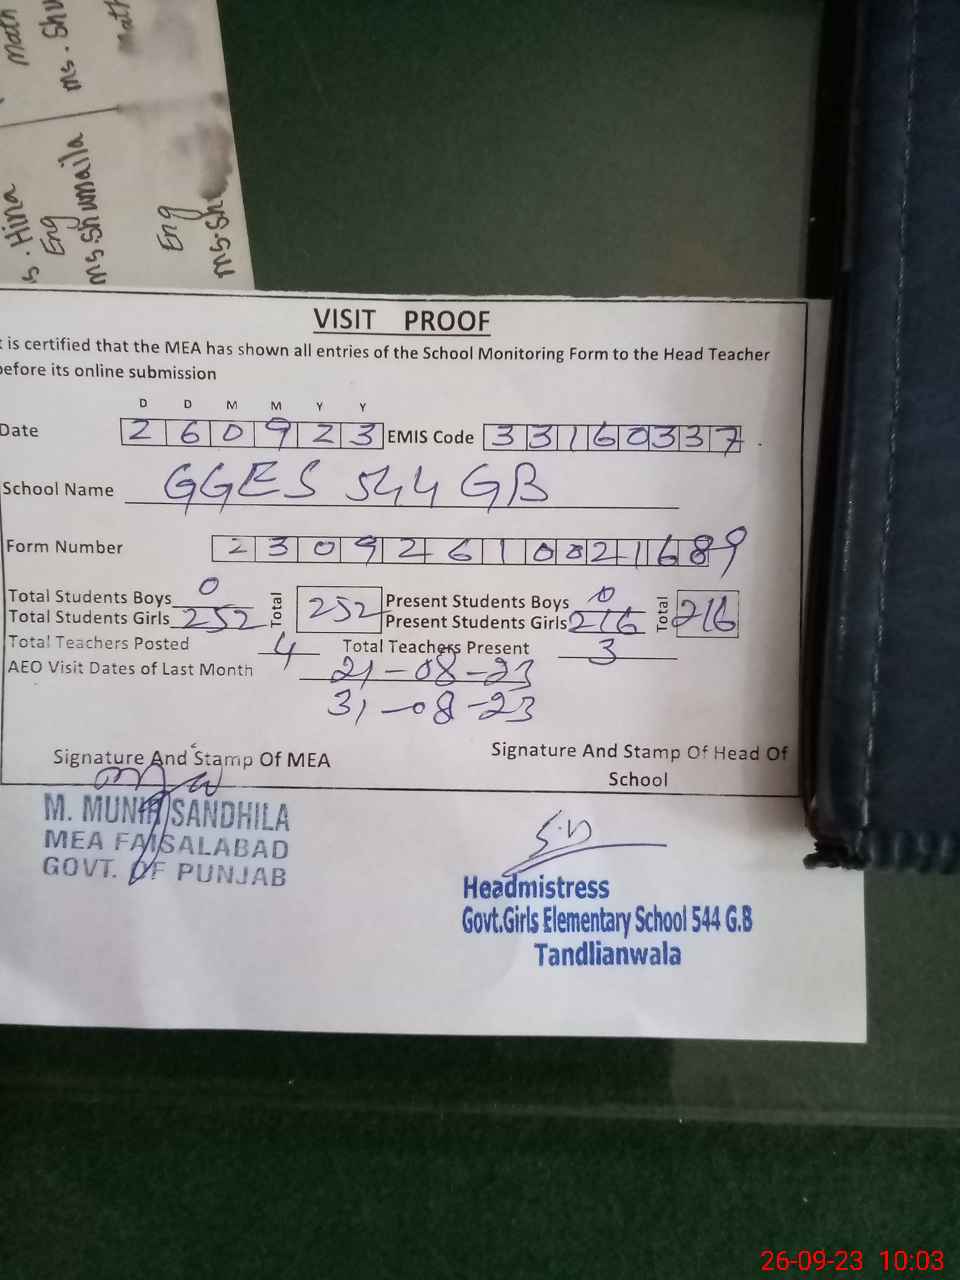 Math
ms. Shu
Math
s. Hina
Eng
ms. Shumaila
Eng
ms. Sh
VISIT PROOF
t is certified that the MEA has shown all entries of the School Monitoring Form to the Head Teacher
before its online submission
D D M M Y Y
Date 2 6 0 9 2 3 EMIS Code 3 3 1 6 0 3 3 7 .
School Name GGES 544 GB
Form Number 2 3 0 9 2 6 1 0 0 2 1 6 8 9
Total Students Boys 0 Present Students Boys 0
Total Students Girls 252 Total 252 Present Students Girls 216 Total 216
Total Teachers Posted 4 Total Teachers Present 3
AEO Visit Dates of Last Month 21-08-23
31-08-23
Signature And Stamp Of MEA Signature And Stamp Of Head Of
School
M. MUNIR SANDHILA
MEA FAISALABAD
GOVT. OF PUNJAB
S.D
Headmistress
Govt.Girls Elementary School 544 G.B
Tandlianwala
26-09-23 10:03